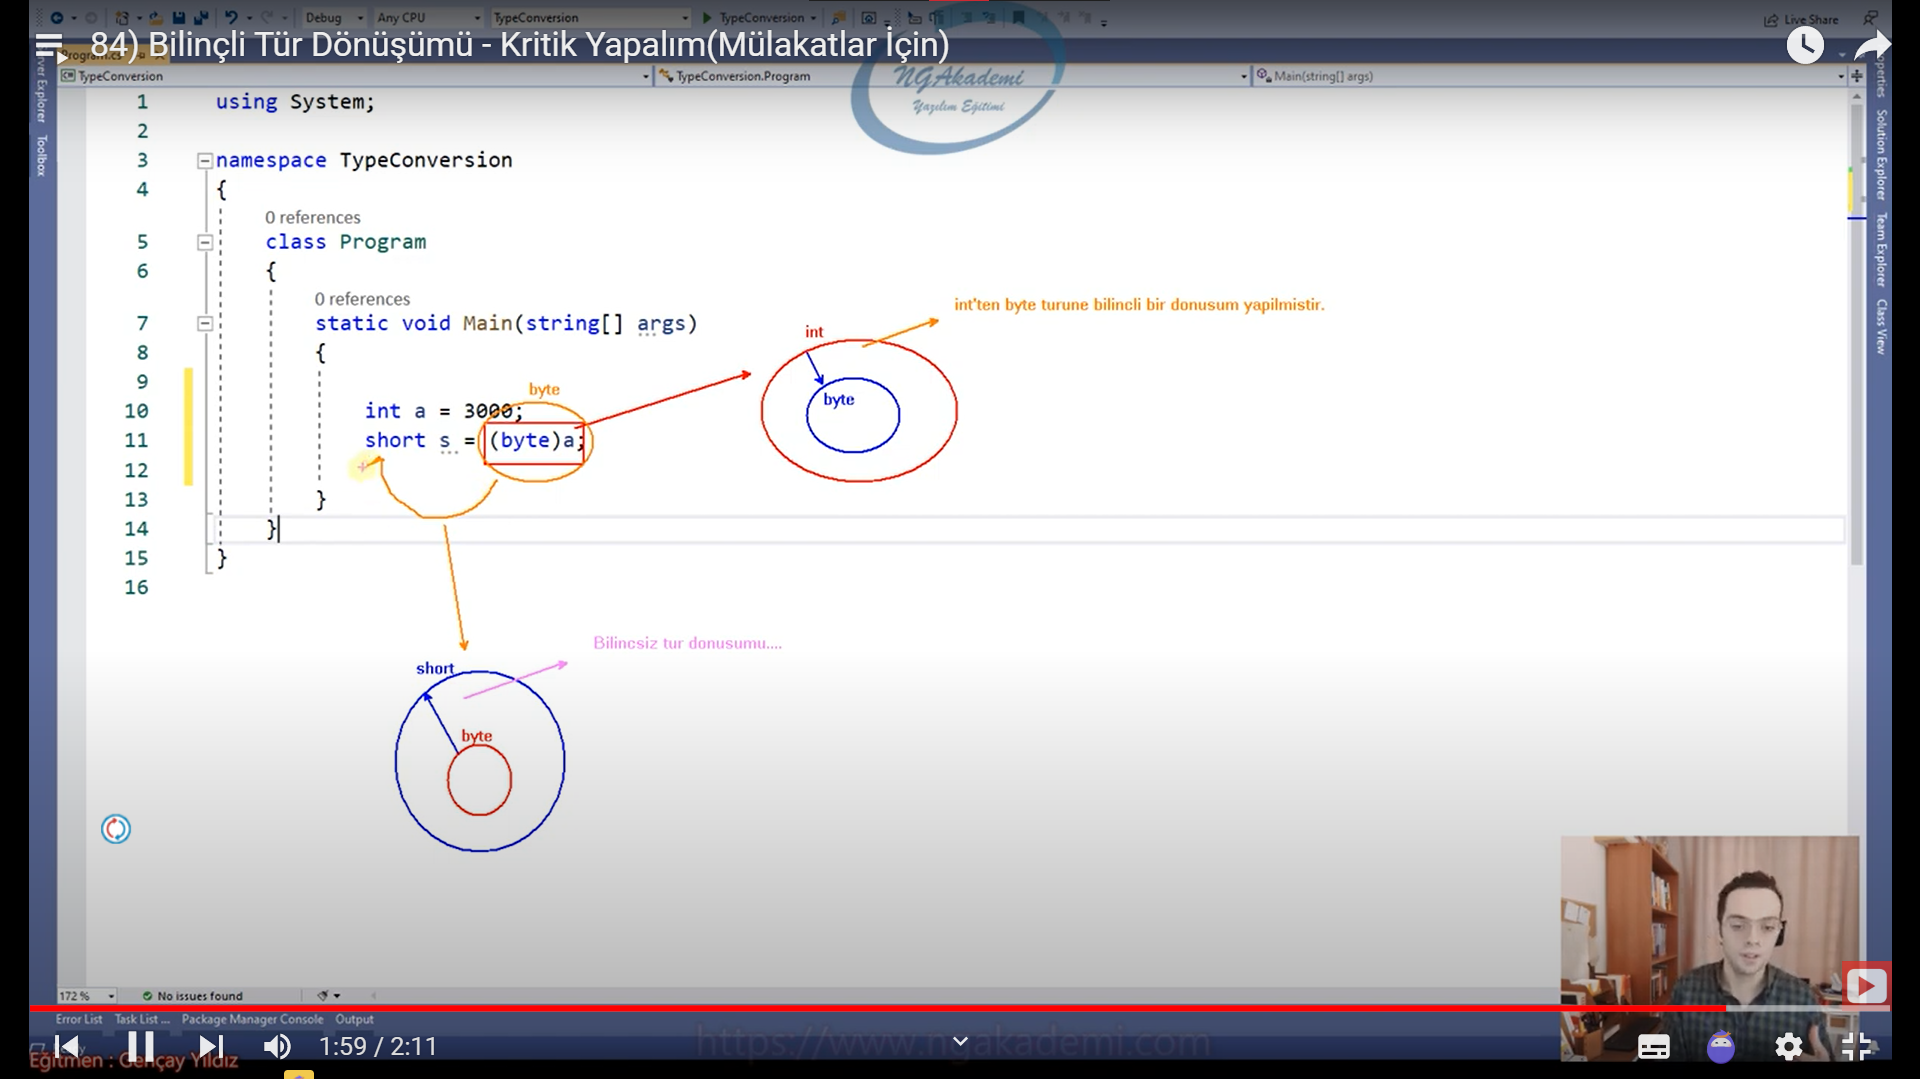 Debug Any CPU TypeConversion TypeConversion Live Share
84) Bilinçli Tür Dönüşümü - Kritik Yapalım(Mülakatlar İçin)
TypeConversion TypeConversion.Program Main(string[] args)
NGAkademi
Yazılım Eğitimi
Toolbox
Solution Explorer
Team Explorer
Class View
1 using System;
2
3 namespace TypeConversion
4 {
0 references
5 class Program
6 {
0 references
7 static void Main(string[] args)
8 {
9
10 int a = 3000;
11 short s = (byte)a;
12
13 }
14 }
15 }
16
byte
int
byte
int'ten byte turune bilincli bir donusum yapilmistir.
Bilincsiz tur donusumu....
short
byte
172 % No issues found
Error List Task List ... Package Manager Console Output
https://www.ngakademi.com
1:59 / 2:11
Eğitmen : Gençay Yıldız